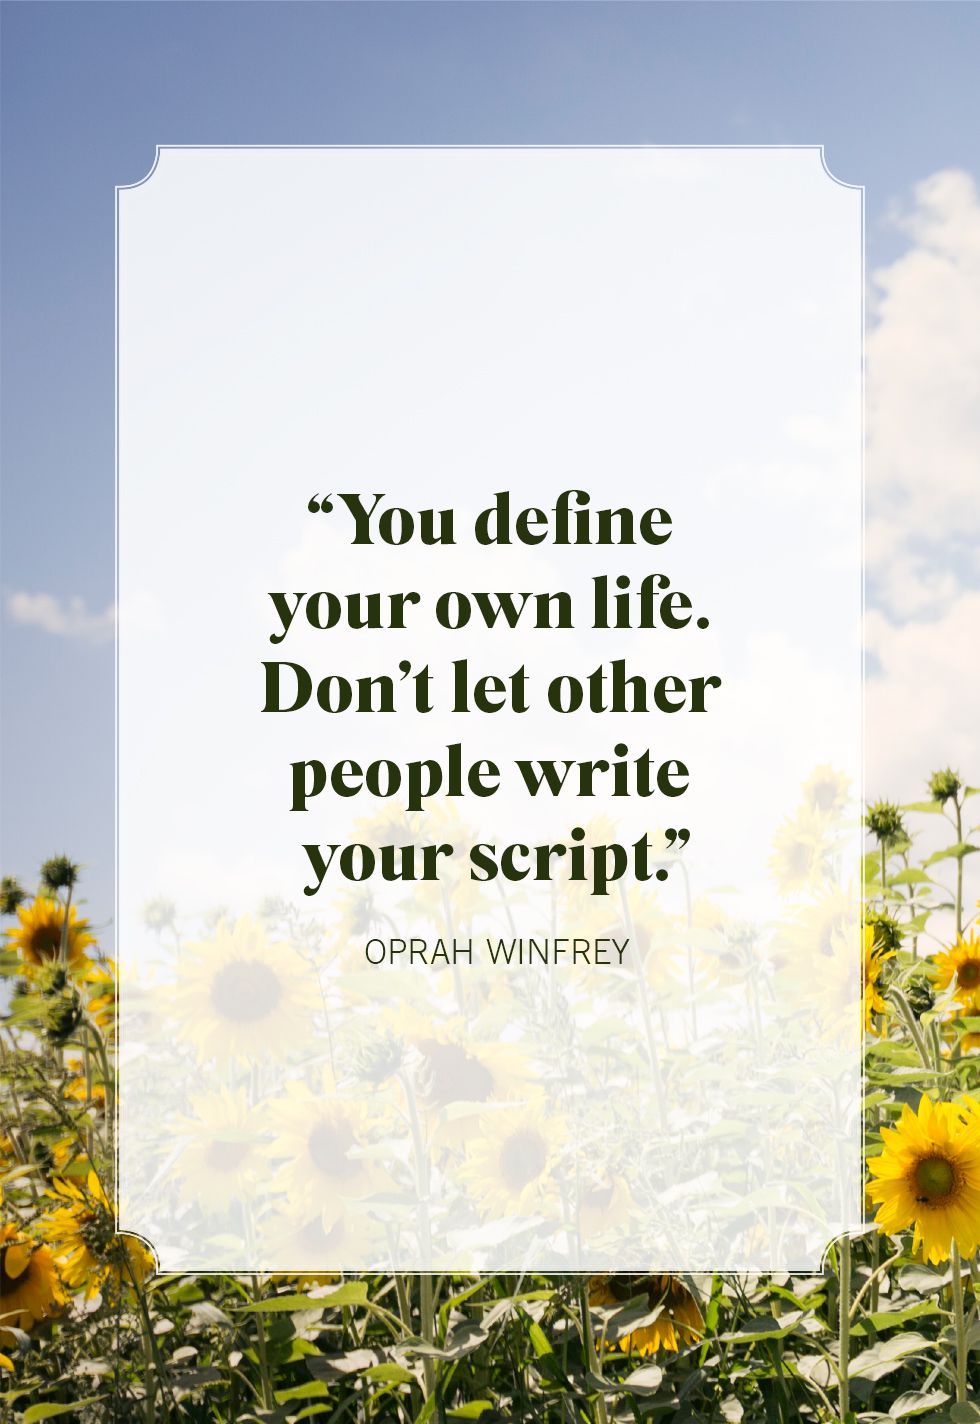 “You define
your own life.
Don’t let other
people write
your script.”
OPRAH WINFREY